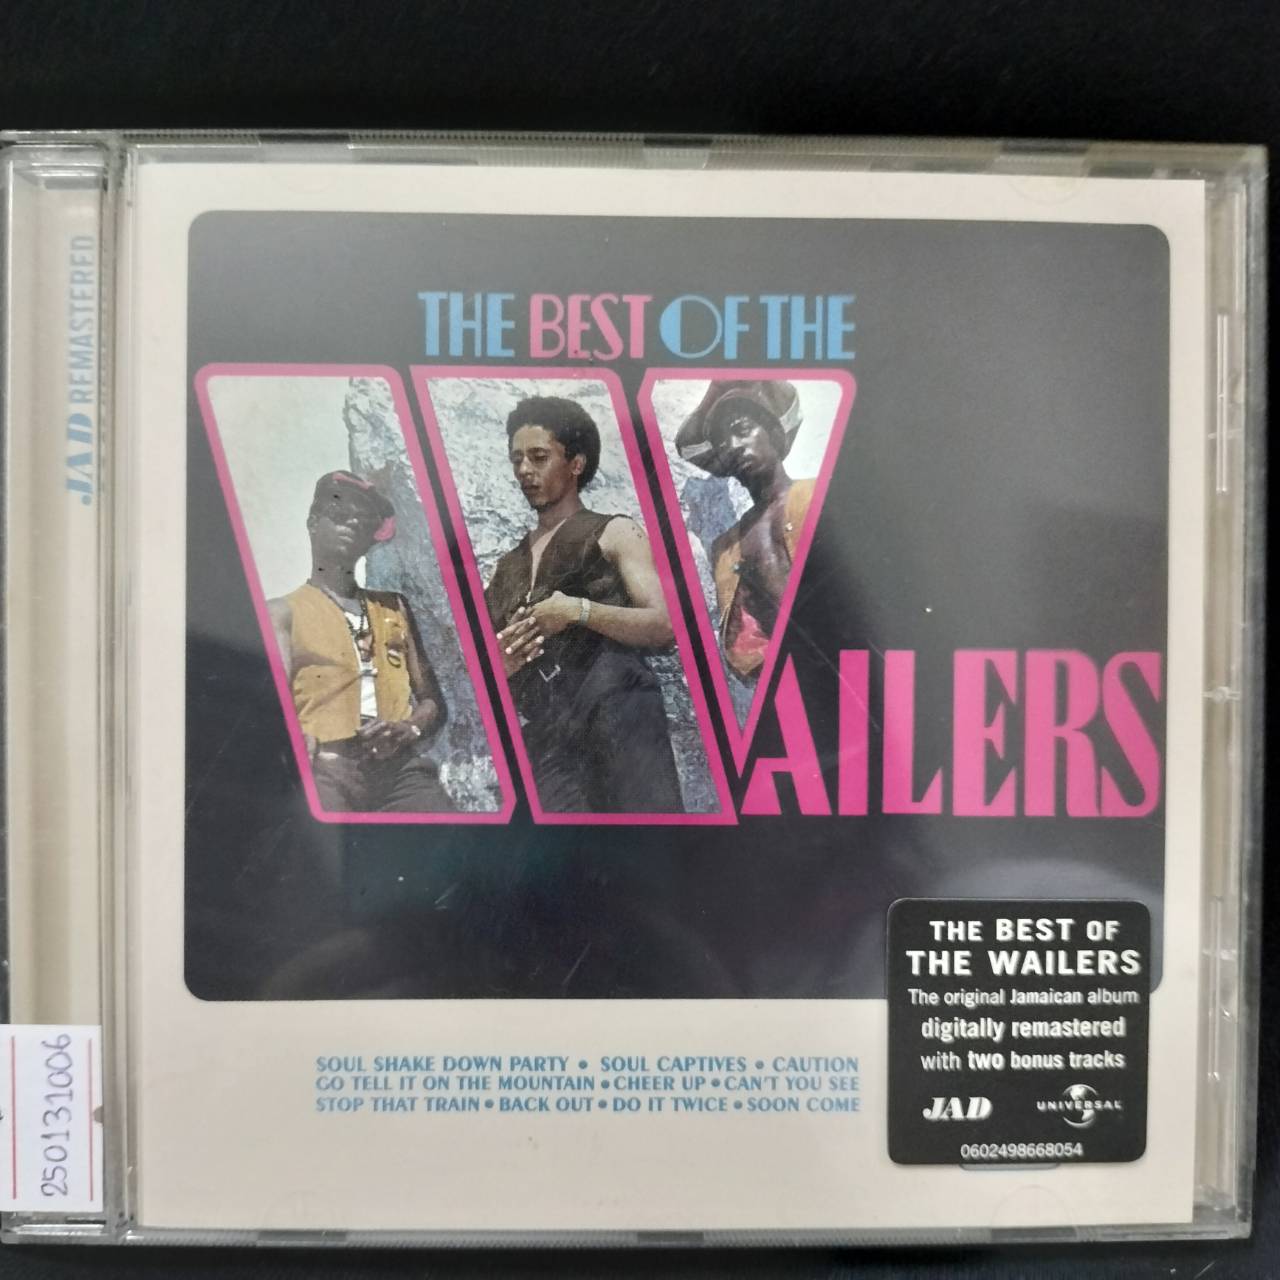 JAD REMASTERED
THE BEST OF THE
WAILERS
THE BEST OF
THE WAILERS
The original Jamaican album
digitally remastered
with two bonus tracks
JAD UNIVERSAL
0602498668054
SOUL SHAKE DOWN PARTY • SOUL CAPTIVES • CAUTION
GO TELL IT ON THE MOUNTAIN • CHEER UP • CAN'T YOU SEE
STOP THAT TRAIN • BACK OUT • DO IT TWICE • SOON COME
250131006